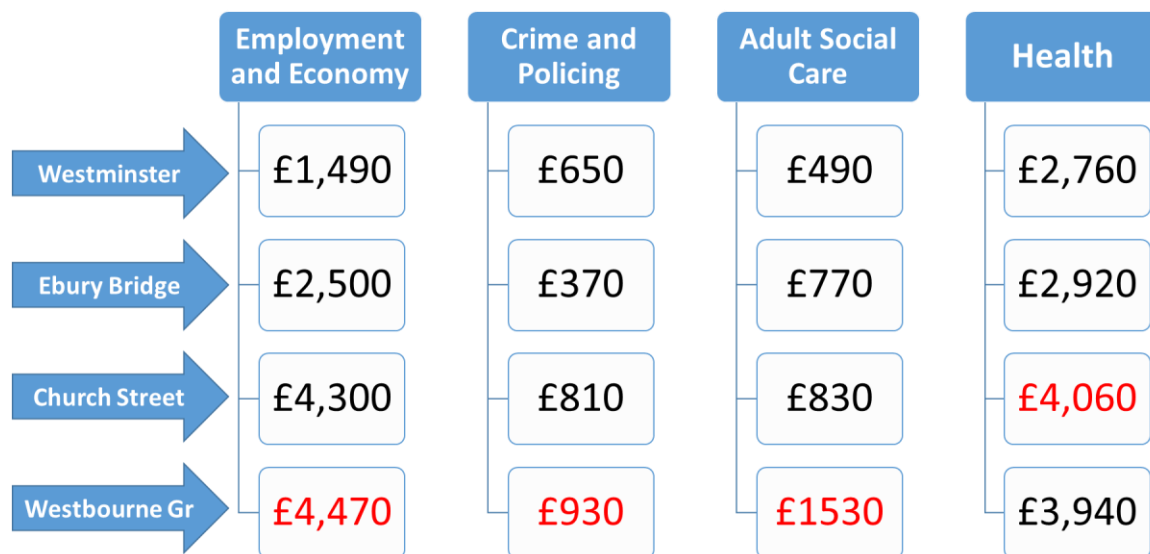 Employment
and Economy
Crime and
Policing
Adult Social
Care
Health
Westminster
£1,490
£650
£490
£2,760
Ebury Bridge
£2,500
£370
£770
£2,920
Church Street
£4,300
£810
£830
£4,060
Westbourne Gr
£4,470
£930
£1530
£3,940